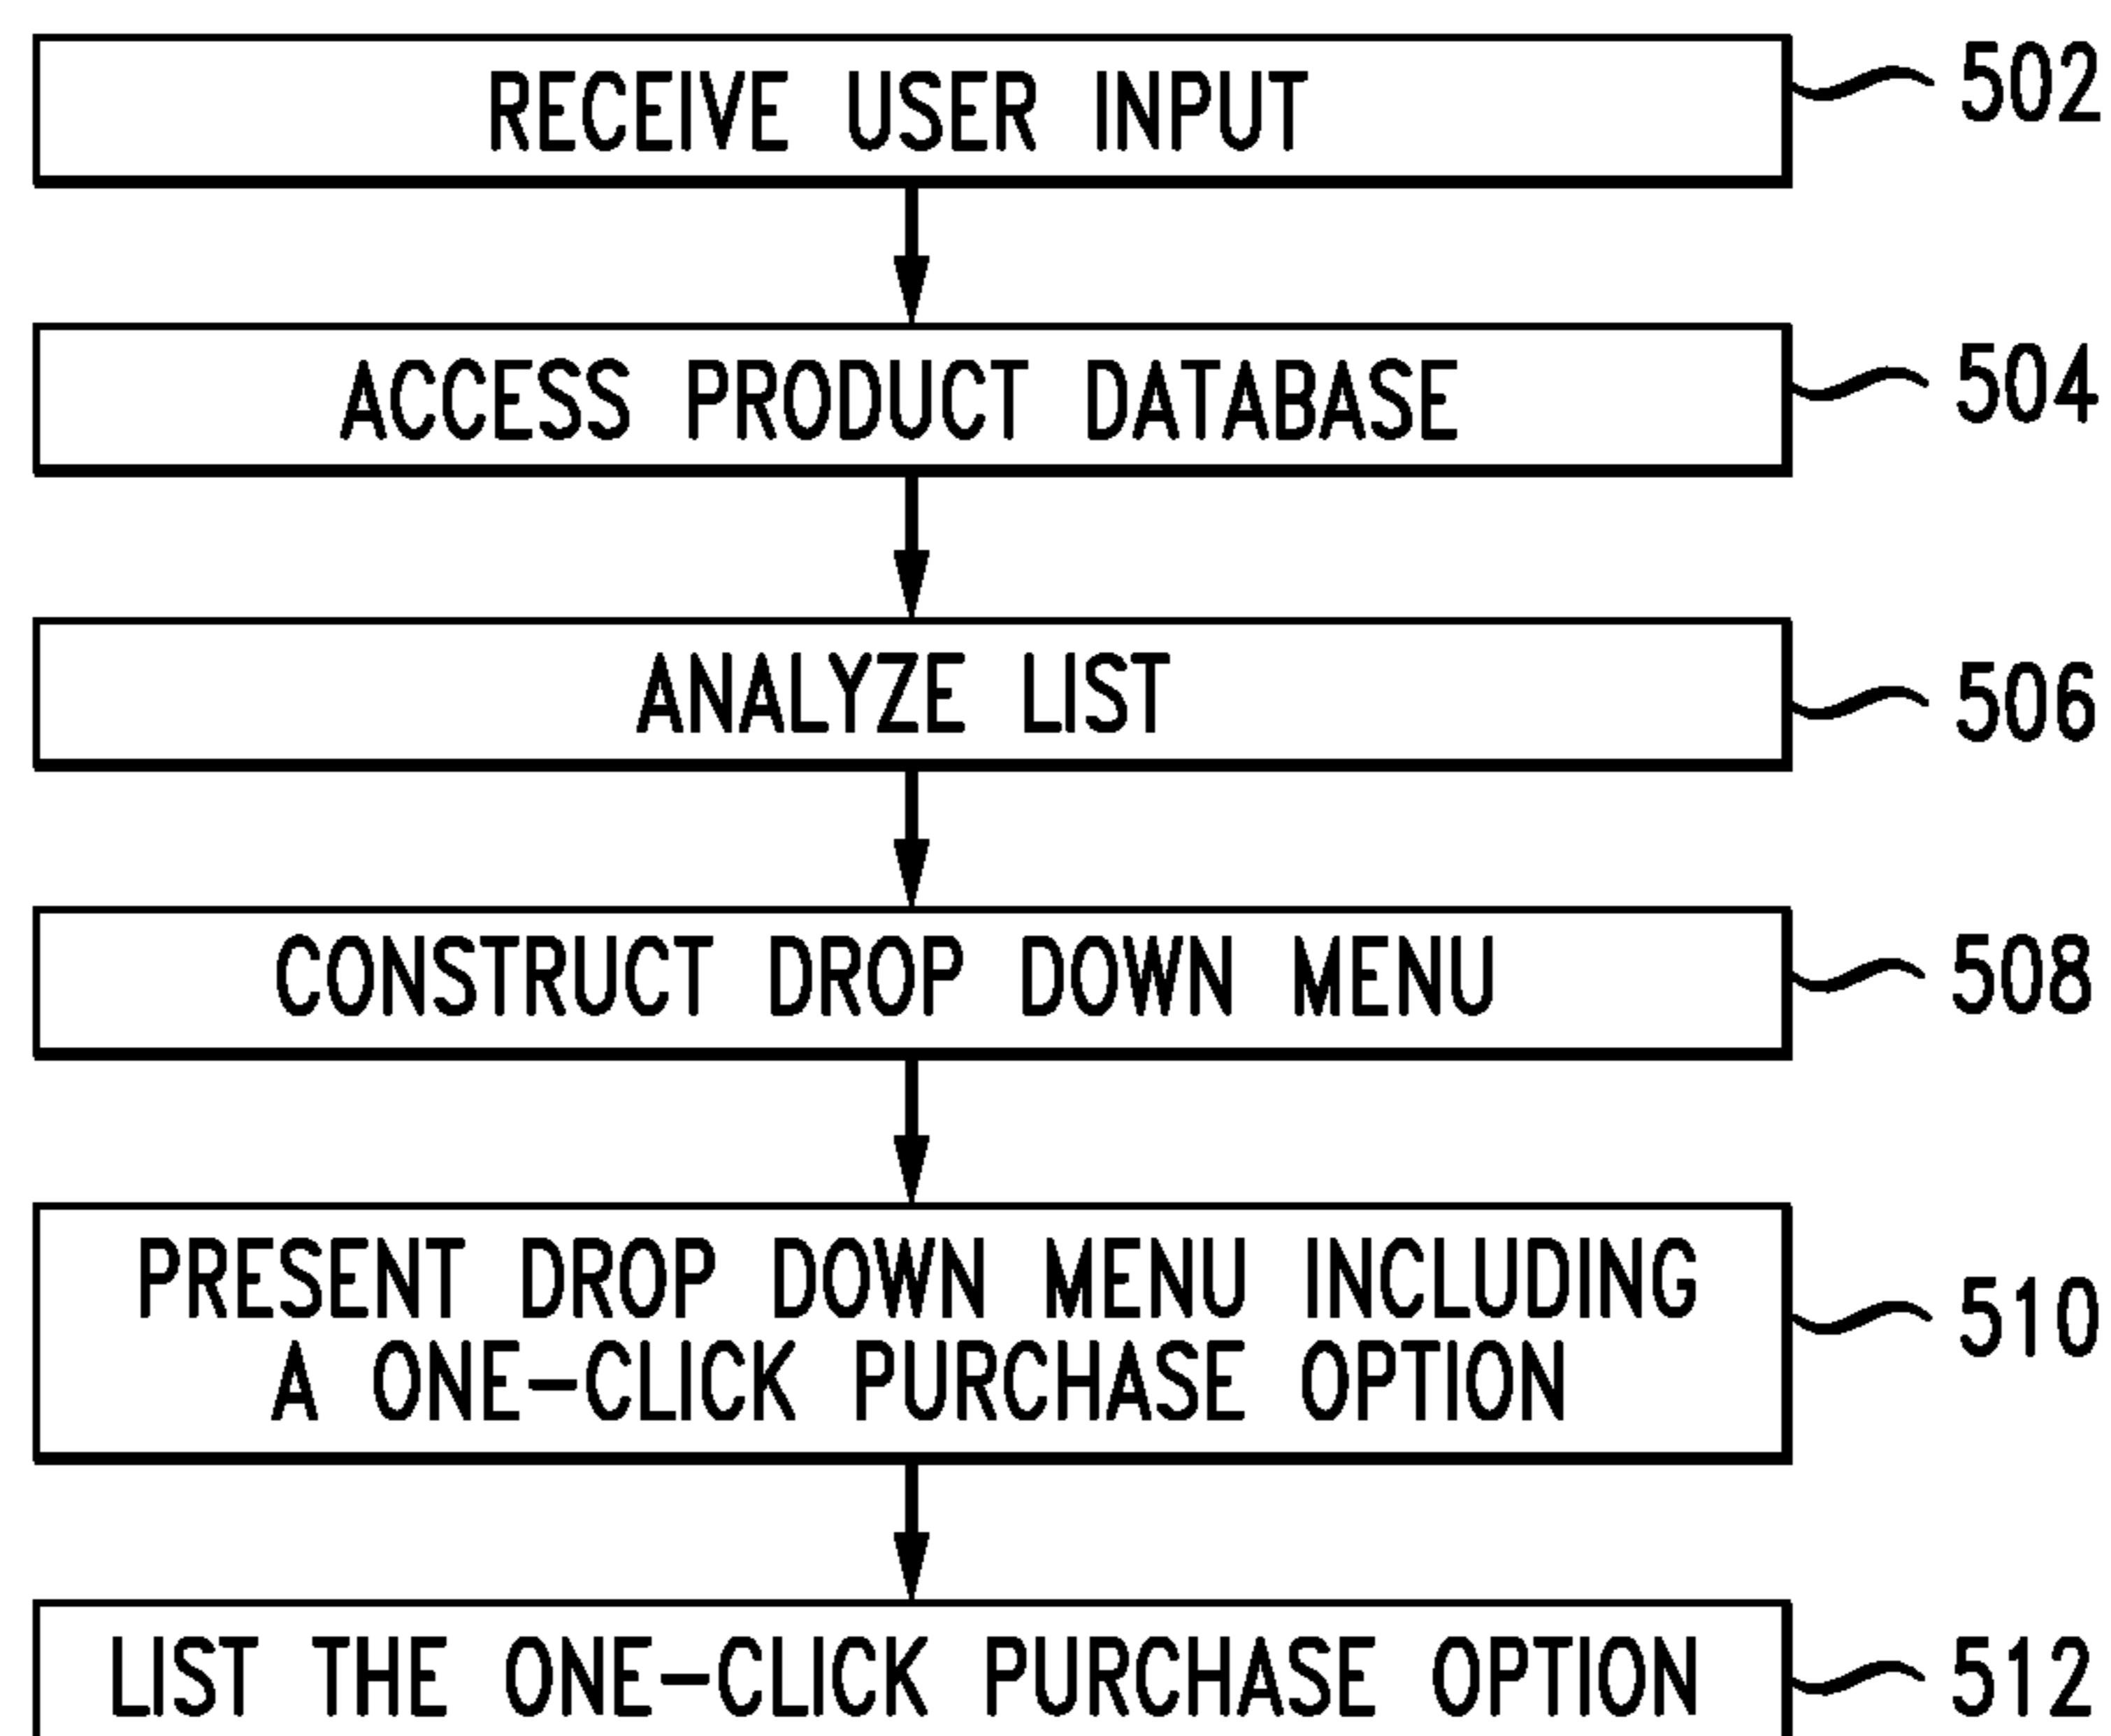 RECEIVE USER INPUT
502
ACCESS PRODUCT DATABASE
504
ANALYZE LIST
506
CONSTRUCT DROP DOWN MENU
508
PRESENT DROP DOWN MENU INCLUDING
A ONE-CLICK PURCHASE OPTION
510
LIST THE ONE-CLICK PURCHASE OPTION
512